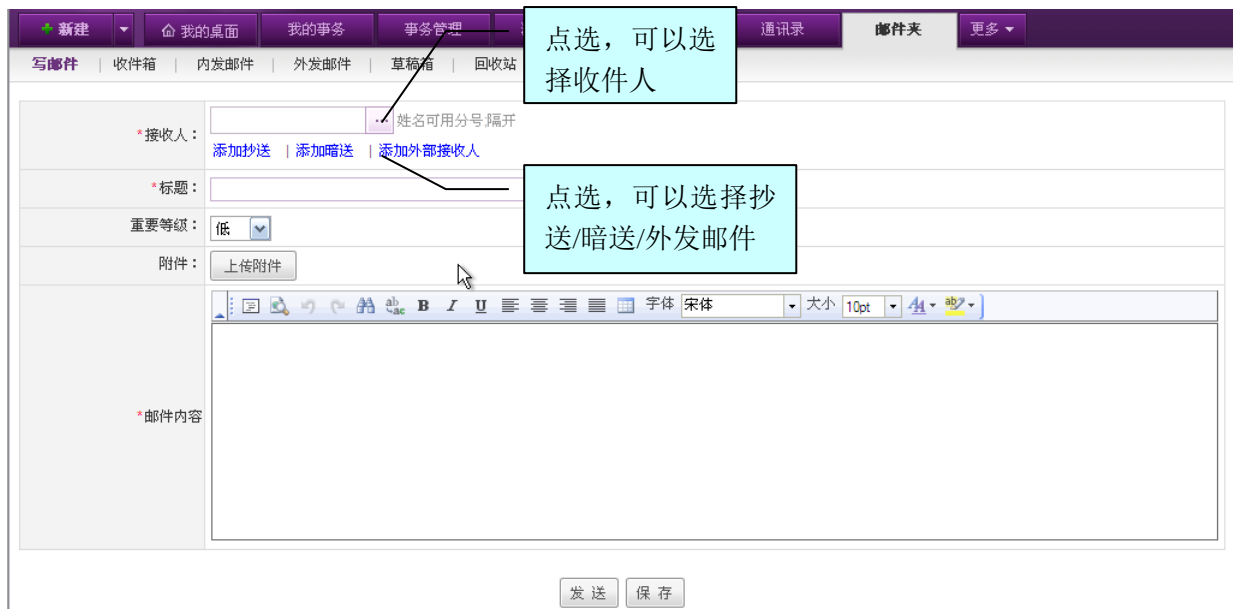 新建 我的桌面 我的事务 事务管理 通讯录 邮件夹 更多
写邮件 | 收件箱 | 内发邮件 | 外发邮件 | 草稿箱 | 回收站
点选，可以选
择收件人
*接收人： ... 姓名可用分号;隔开
添加抄送 | 添加暗送 | 添加外部接收人
*标题：
点选，可以选择抄
送/暗送/外发邮件
重要等级： 低
附件： 上传附件
B I U 字体 宋体 大小 10pt
*邮件内容
发 送 保 存